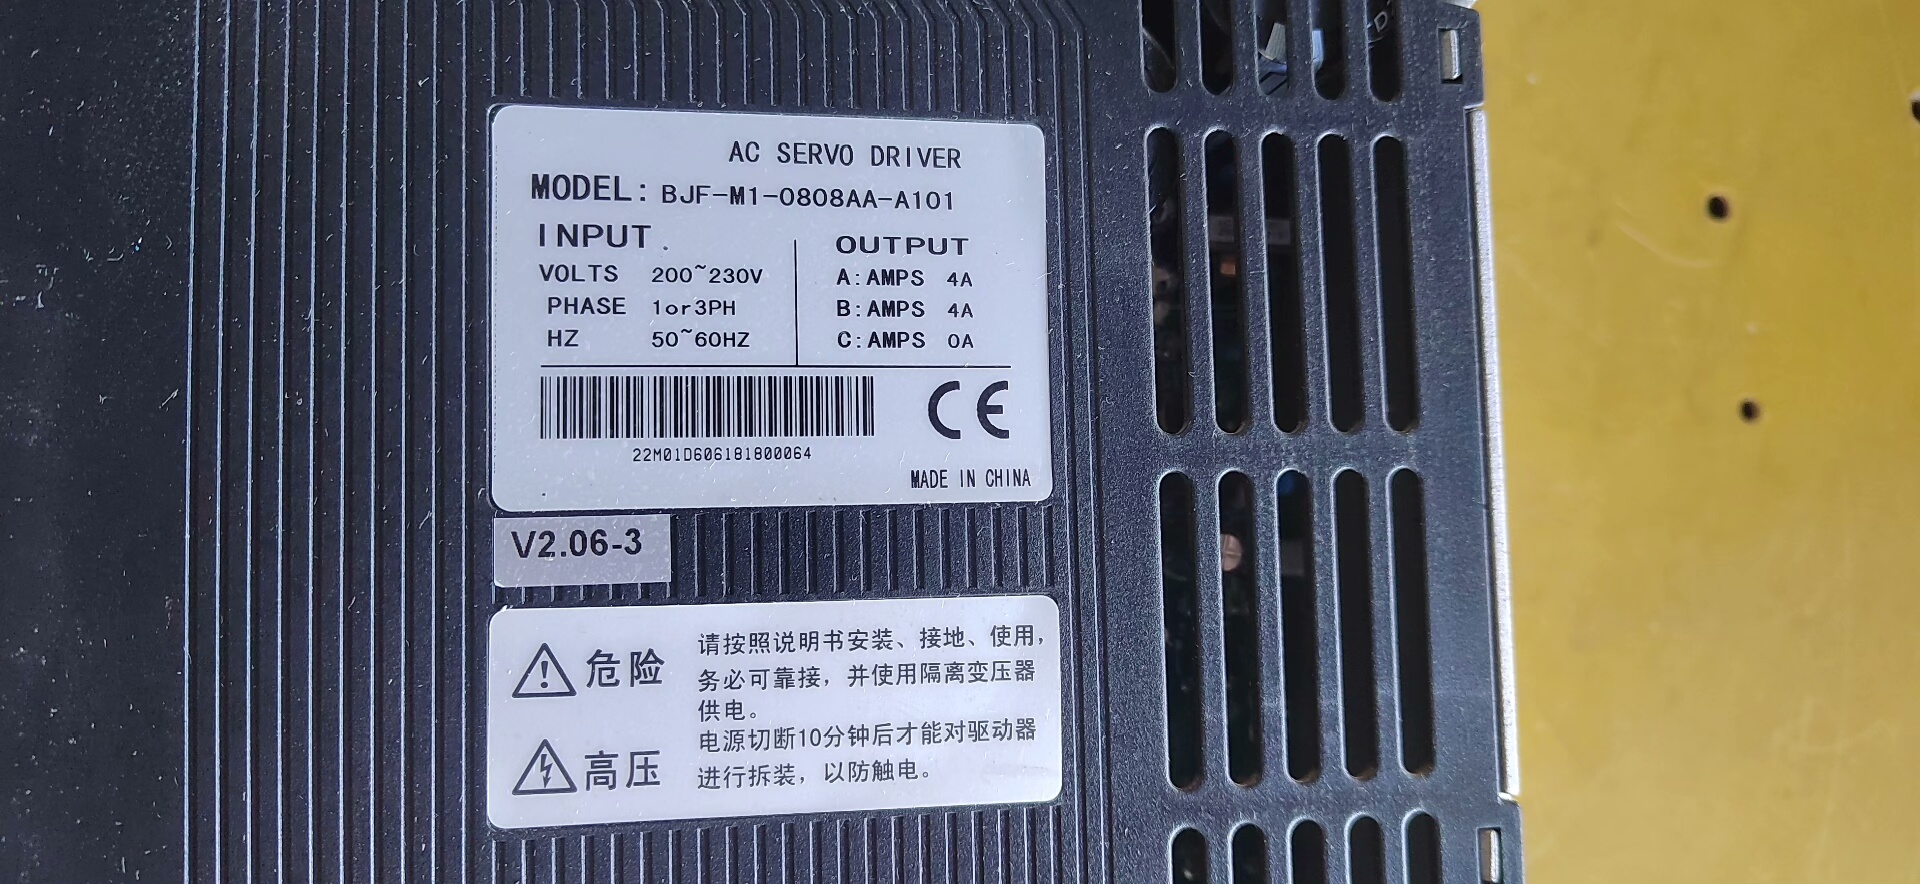 AC SERVO DRIVER
MODEL: BJF-M1-0808AA-A101
INPUT
VOLTS 200~230V
PHASE 1or3PH
HZ 50~60HZ
OUTPUT
A:AMPS 4A
B:AMPS 4A
C:AMPS 0A
22M01D606181800064
CE
MADE IN CHINA
V2.06-3
危险
请按照说明书安装、接地、使用，
务必可靠接，并使用隔离变压器
供电。
高压
电源切断10分钟后才能对驱动器
进行拆装，以防触电。